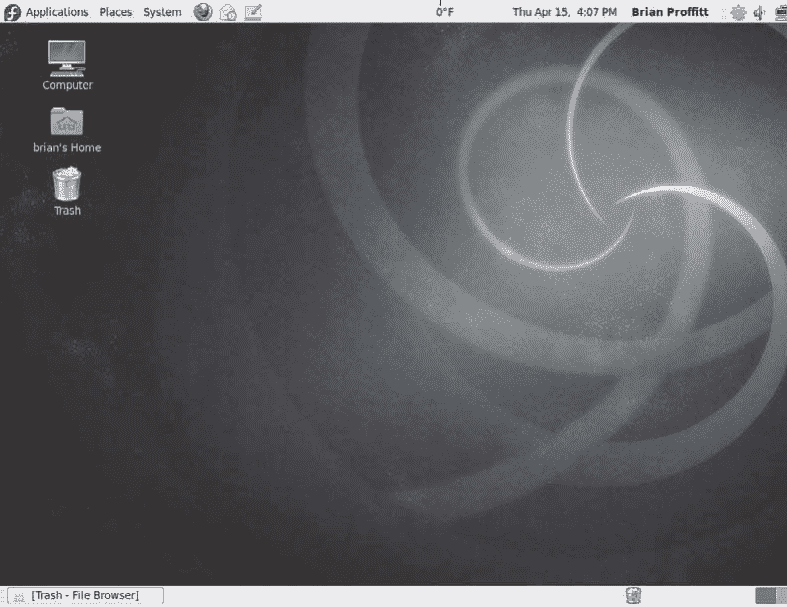 Applications Places System 0°F Thu Apr 15, 4:07 PM Brian Proffitt
Computer
brian's Home
Trash
[Trash - File Browser]